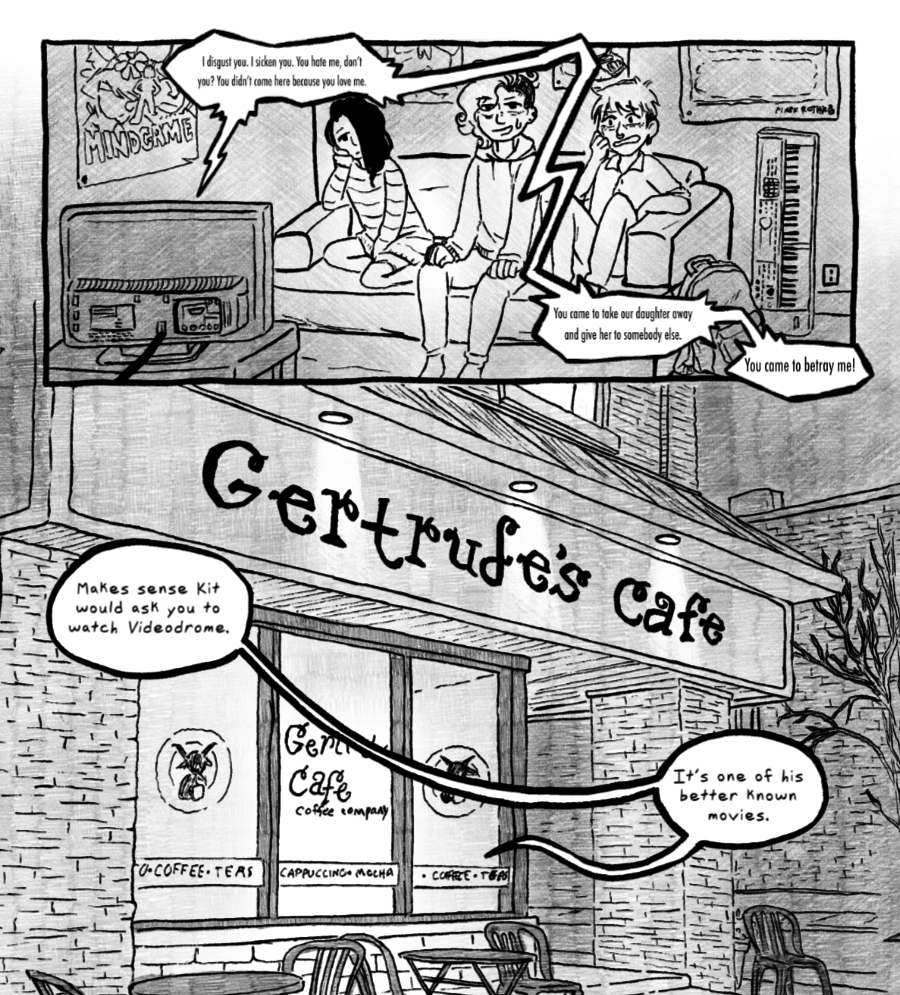 I disgust you. I sicken you. You hate me, don't
you? You didn't come here because you love me.
MINDGAME
You came to take our daughter away
and give her to somebody else.
You came to betray me!
Gertrude's Cafe
Makes sense Kit
would ask you to
watch Videodrome.
Cafe
coffee company
It's one of his
better known
movies.
COFFEE • TEAS
CAPPUCCINO • MOCHA
• COFFEE • TEAS